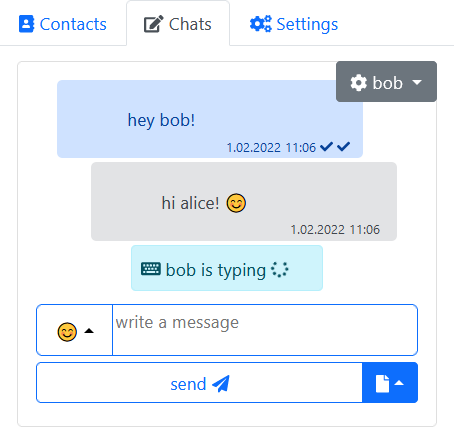 Contacts
Chats
Settings
bob
hey bob!
1.02.2022 11:06
hi alice! 😊
1.02.2022 11:06
bob is typing
😊
write a message
send